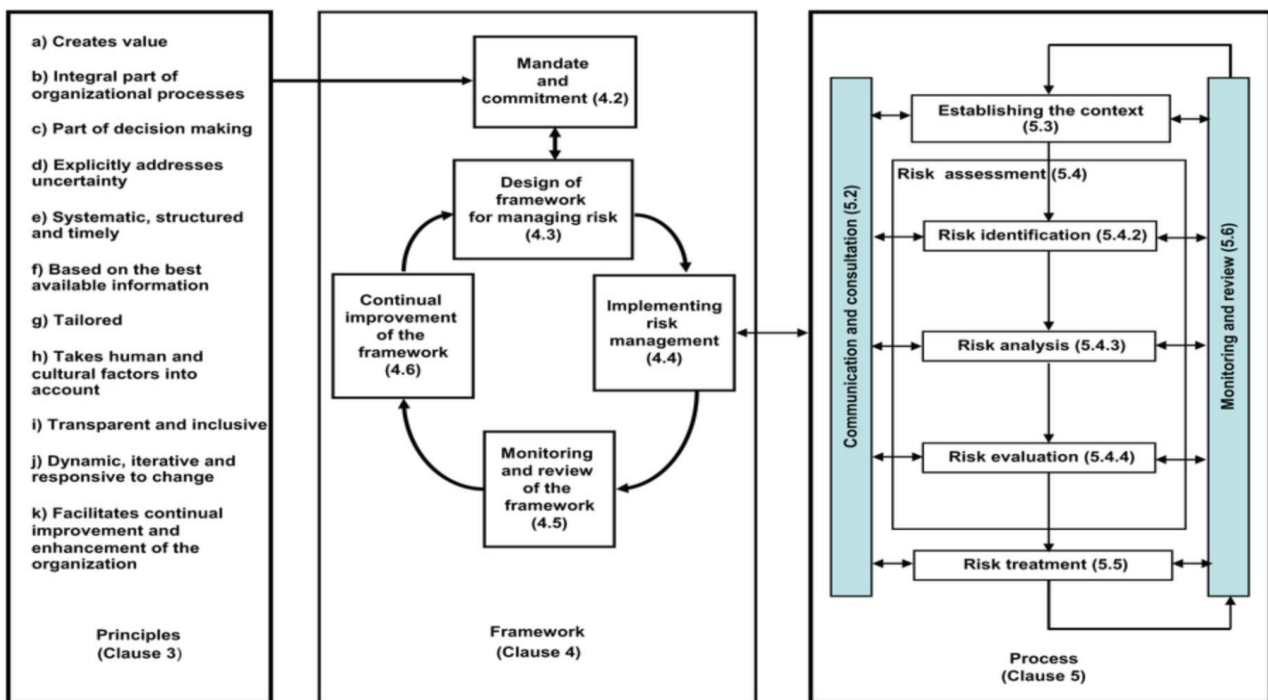 a) Creates value
b) Integral part of
organizational processes
c) Part of decision making
d) Explicitly addresses
uncertainty
e) Systematic, structured
and timely
f) Based on the best
available information
g) Tailored
h) Takes human and
cultural factors into
account
i) Transparent and inclusive
j) Dynamic, iterative and
responsive to change
k) Facilitates continual
improvement and
enhancement of the
organization
Principles
(Clause 3)
Mandate
and
commitment (4.2)
Design of
framework
for managing risk
(4.3)
Implementing
risk
management
(4.4)
Continual
improvement
of the
framework
(4.6)
Monitoring
and review
of the
framework
(4.5)
Framework
(Clause 4)
Communication and consultation (5.2)
Establishing the context
(5.3)
Risk assessment (5.4)
Risk identification (5.4.2)
Risk analysis (5.4.3)
Risk evaluation (5.4.4)
Risk treatment (5.5)
Monitoring and review (5.6)
Process
(Clause 5)